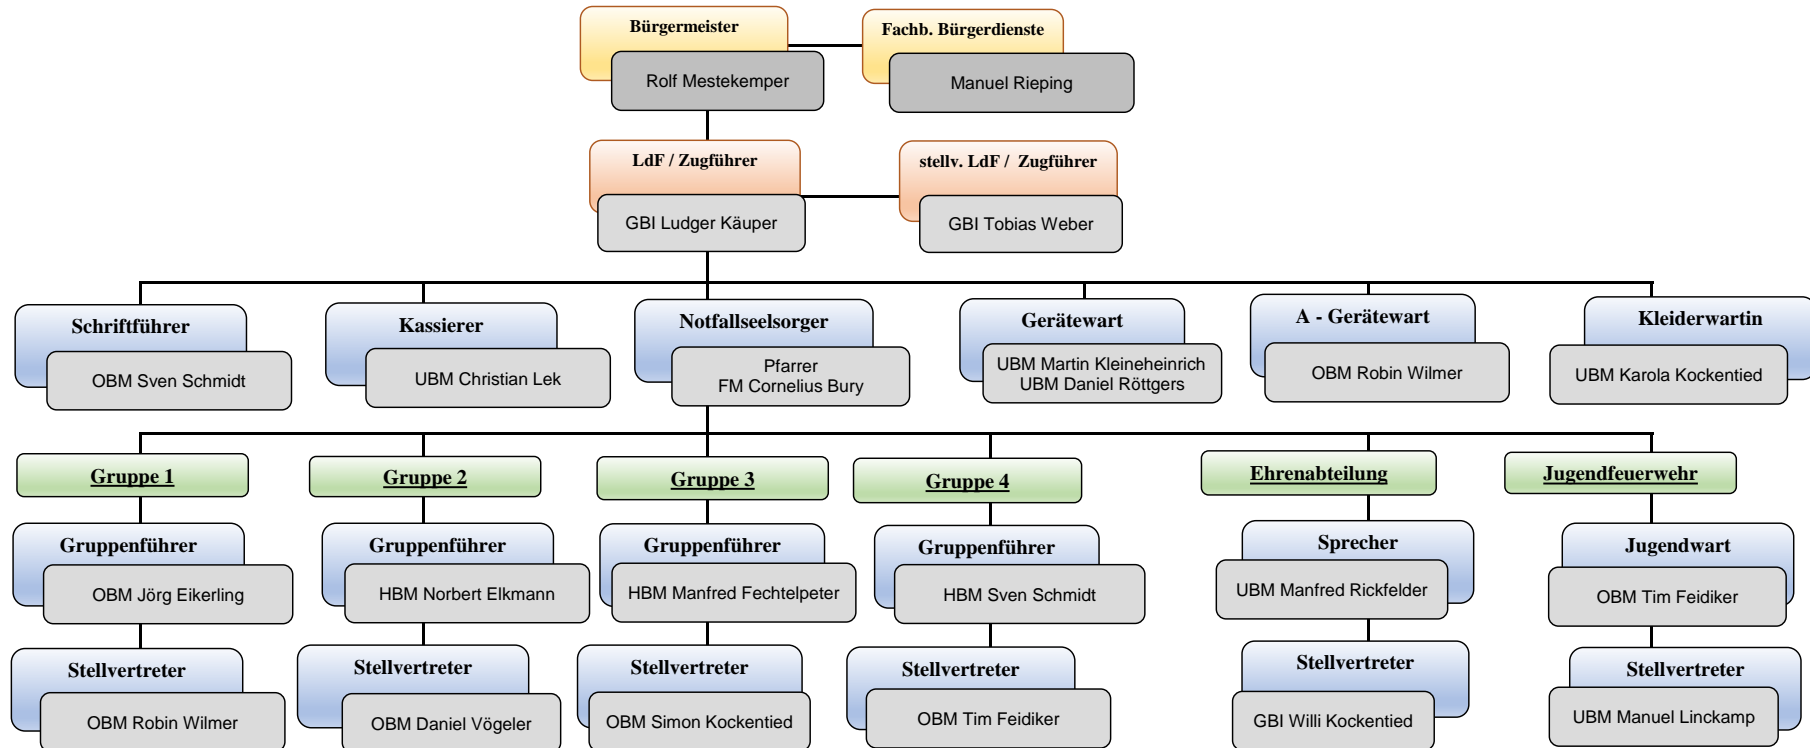 Bürgermeister
Rolf Mestekemper
Fachb. Bürgerdienste
Manuel Rieping
LdF / Zugführer
GBI Ludger Käuper
stellv. LdF / Zugführer
GBI Tobias Weber
Schriftführer
OBM Sven Schmidt
Kassierer
UBM Christian Lek
Notfallseelsorger
Pfarrer
FM Cornelius Bury
Gerätewart
UBM Martin Kleineheinrich
UBM Daniel Röttgers
A - Gerätewart
OBM Robin Wilmer
Kleiderwartin
UBM Karola Kockentied
Gruppe 1
Gruppenführer
OBM Jörg Eikerling
Stellvertreter
OBM Robin Wilmer
Gruppe 2
Gruppenführer
HBM Norbert Elkmann
Stellvertreter
OBM Daniel Vögeler
Gruppe 3
Gruppenführer
HBM Manfred Fechtelpeter
Stellvertreter
OBM Simon Kockentied
Gruppe 4
Gruppenführer
HBM Sven Schmidt
Stellvertreter
OBM Tim Feidiker
Ehrenabteilung
Sprecher
UBM Manfred Rickfelder
Stellvertreter
GBI Willi Kockentied
Jugendfeuerwehr
Jugendwart
OBM Tim Feidiker
Stellvertreter
UBM Manuel Linckamp